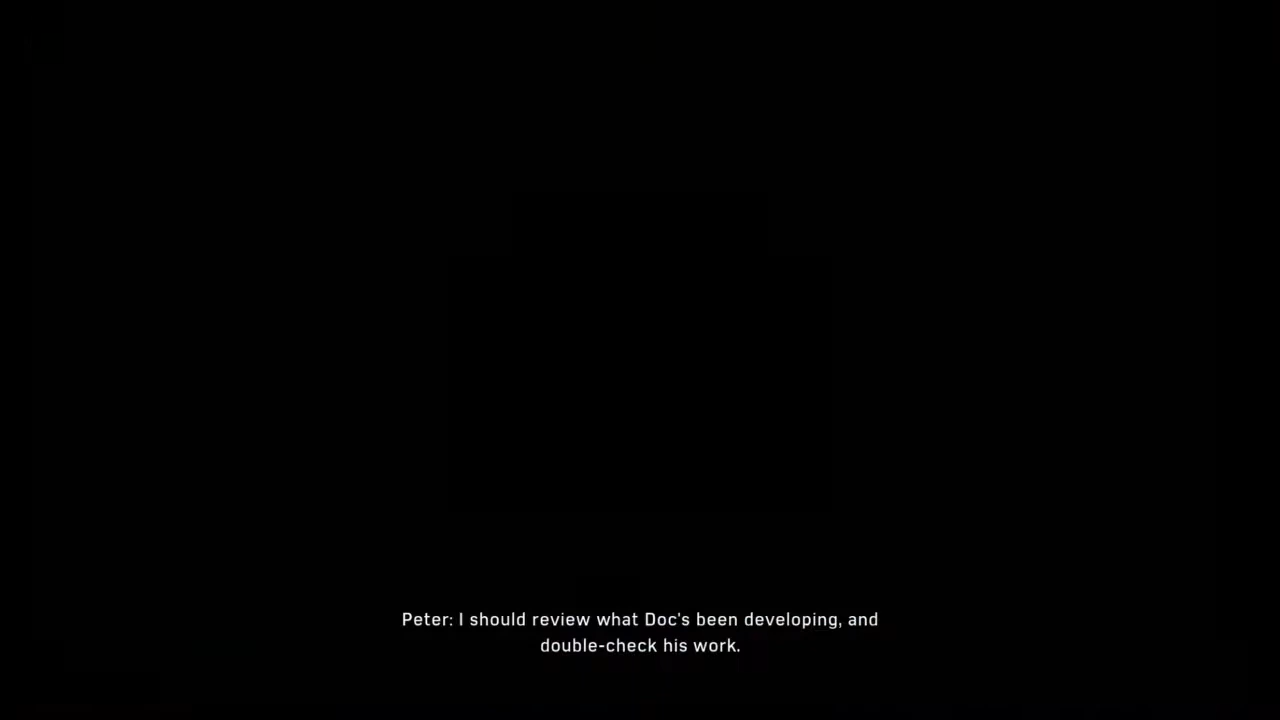 Peter: I should review what Doc's been developing, and
double-check his work.